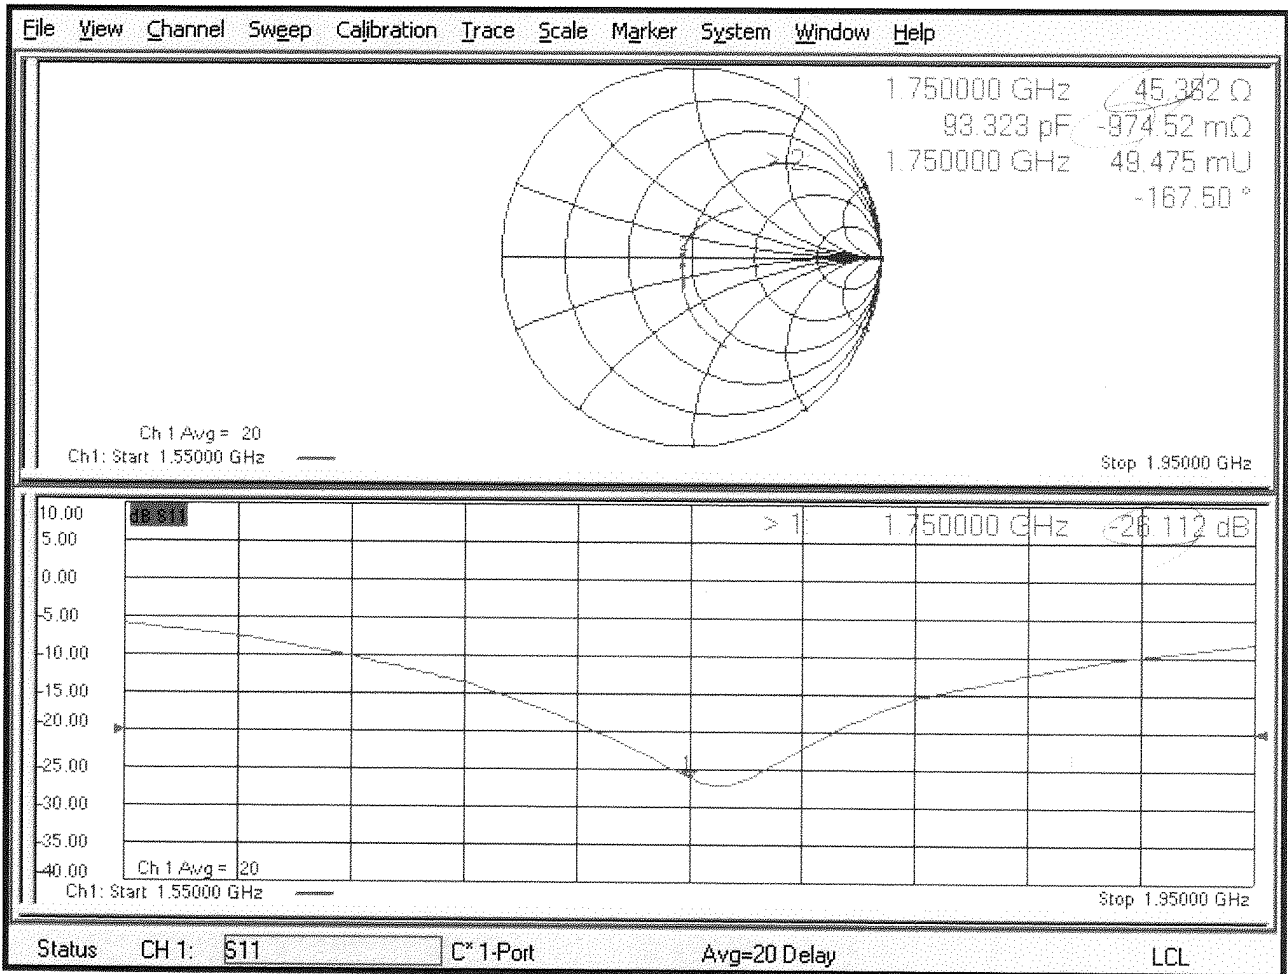 File View Channel Sweep Calibration Trace Scale Marker System Window Help
1: 1.750000 GHz 45.382 Ω
93.323 pF -974.52 mΩ
> 2: 1.750000 GHz 49.475 mU
-167.50 °
Ch 1 Avg = 20
Ch1: Start 1.55000 GHz
Stop 1.95000 GHz
10.00
dB S11
> 1: 1.750000 GHz -26.112 dB
5.00
0.00
-5.00
-10.00
-15.00
-20.00
-25.00
1
-30.00
-35.00
-40.00
Ch 1 Avg = 20
Ch1: Start 1.55000 GHz
Stop 1.95000 GHz
Status CH 1: S11 C* 1-Port Avg=20 Delay LCL